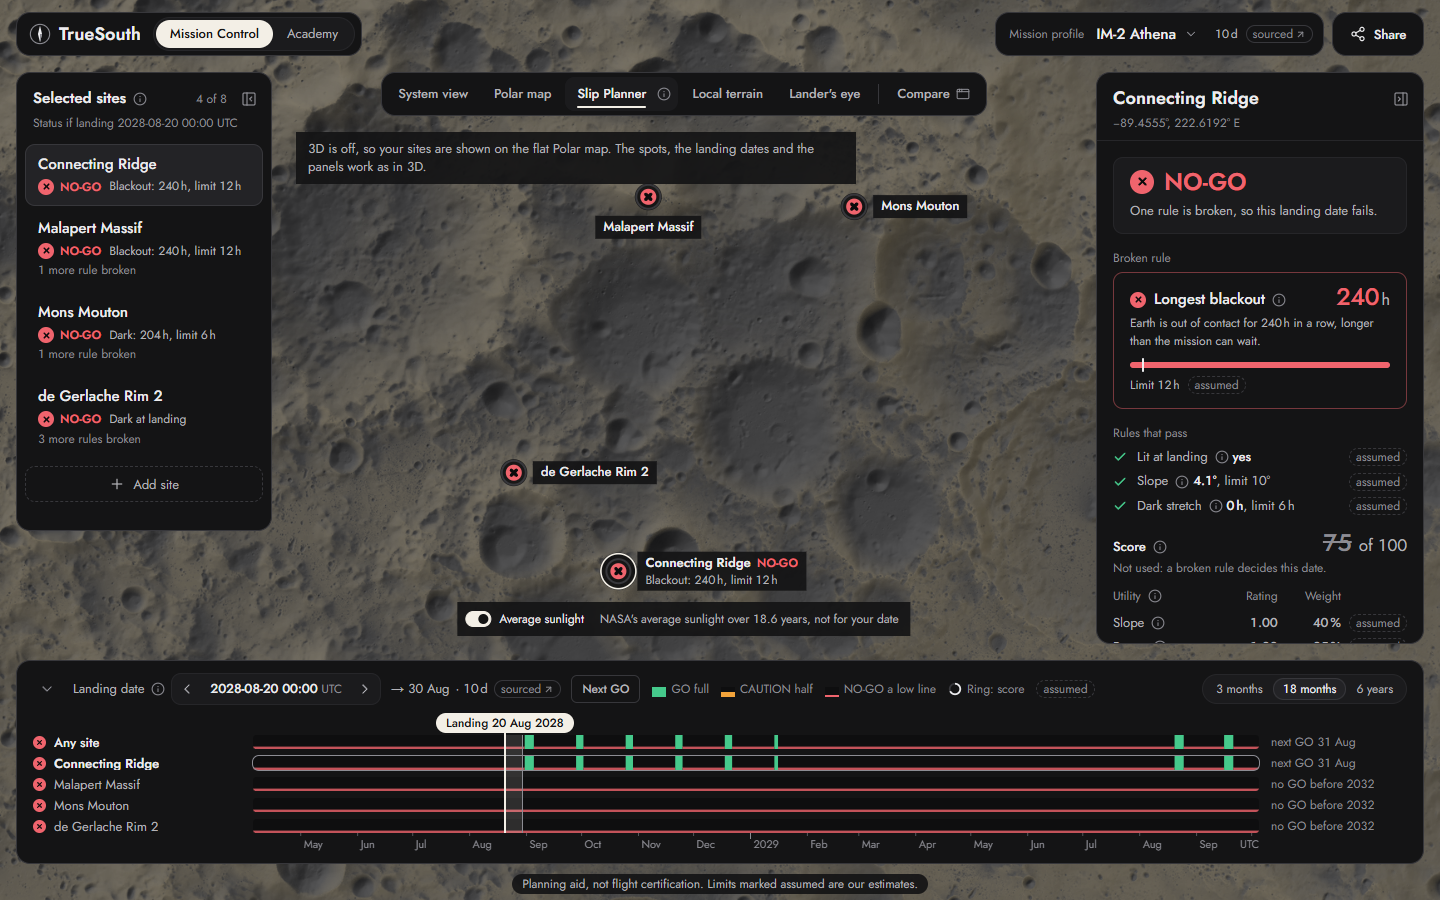 TrueSouth
Mission Control
Academy
Mission profile IM-2 Athena 10 d sourced ↗
Share
Selected sites 4 of 8
Status if landing 2028-08-20 00:00 UTC
Connecting Ridge
NO-GO Blackout: 240 h, limit 12 h
Malapert Massif
NO-GO Blackout: 240 h, limit 12 h
1 more rule broken
Mons Mouton
NO-GO Dark: 204 h, limit 6 h
1 more rule broken
de Gerlache Rim 2
NO-GO Dark at landing
3 more rules broken
+ Add site
System view Polar map Slip Planner Local terrain Lander's eye Compare
3D is off, so your sites are shown on the flat Polar map. The spots, the landing dates and the
panels work as in 3D.
Malapert Massif
Mons Mouton
de Gerlache Rim 2
Connecting Ridge NO-GO
Blackout: 240 h, limit 12 h
Average sunlight NASA's average sunlight over 18.6 years, not for your date
Connecting Ridge
−89.4555°, 222.6192° E
NO-GO
One rule is broken, so this landing date fails.
Broken rule
Longest blackout 240 h
Earth is out of contact for 240 h in a row, longer
than the mission can wait.
Limit 12 h assumed
Rules that pass
Lit at landing yes assumed
Slope 4.1°, limit 10° assumed
Dark stretch 0 h, limit 6 h assumed
Score 75 of 100
Not used: a broken rule decides this date.
Utility Rating Weight
Slope 1.00 40 % assumed
Landing date 2028-08-20 00:00 UTC → 30 Aug · 10 d sourced ↗ Next GO GO full CAUTION half NO-GO a low line Ring: score assumed
3 months 18 months 6 years
Landing 20 Aug 2028
Any site next GO 31 Aug
Connecting Ridge next GO 31 Aug
Malapert Massif no GO before 2032
Mons Mouton no GO before 2032
de Gerlache Rim 2 no GO before 2032
May Jun Jul Aug Sep Oct Nov Dec 2029 Feb Mar Apr May Jun Jul Aug Sep UTC
Planning aid, not flight certification. Limits marked assumed are our estimates.